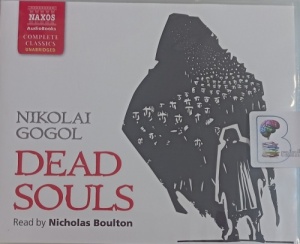 NAXOS
AudioBooks
COMPLETE
CLASSICS
UNABRIDGED
NIKOLAI
GOGOL
DEAD
SOULS
Read by Nicholas Boulton